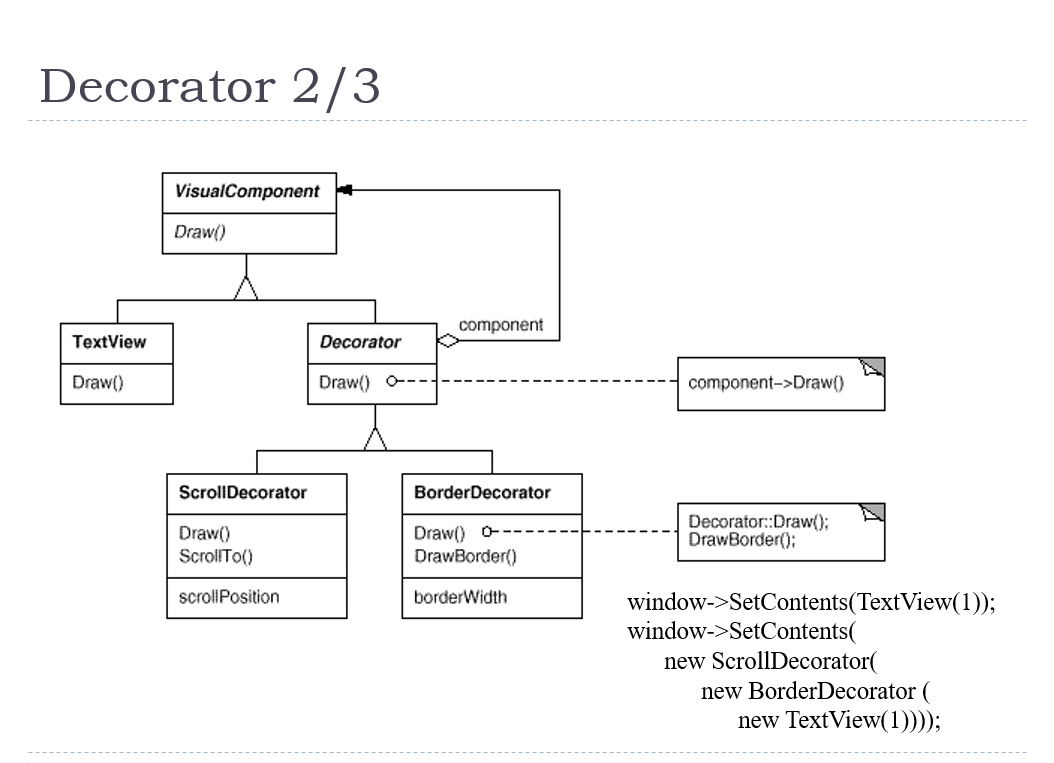 Decorator 2/3
VisualComponent
Draw()
component
TextView
Draw()
Decorator
Draw()
component->Draw()
ScrollDecorator
Draw()
ScrollTo()
scrollPosition
BorderDecorator
Draw()
DrawBorder()
borderWidth
Decorator::Draw();
DrawBorder();
window->SetContents(TextView(1));
window->SetContents(
new ScrollDecorator(
new BorderDecorator (
new TextView(1))));